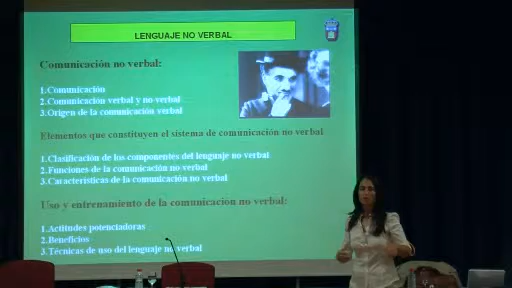 LENGUAJE NO VERBAL
Comunicación no verbal:
1.Comunicación
2.Comunicación verbal y no verbal
3.Origen de la comunicación verbal
Elementos que constituyen el sistema de comunicación no verbal
1.Clasificación de los componentes del lenguaje no verbal
2.Funciones de la comunicación no verbal
3.Características de la comunicación no verbal
Uso y entrenamiento de la comunicación no verbal:
1.Actitudes potenciadoras
2.Beneficios
3.Técnicas de uso del lenguaje no verbal